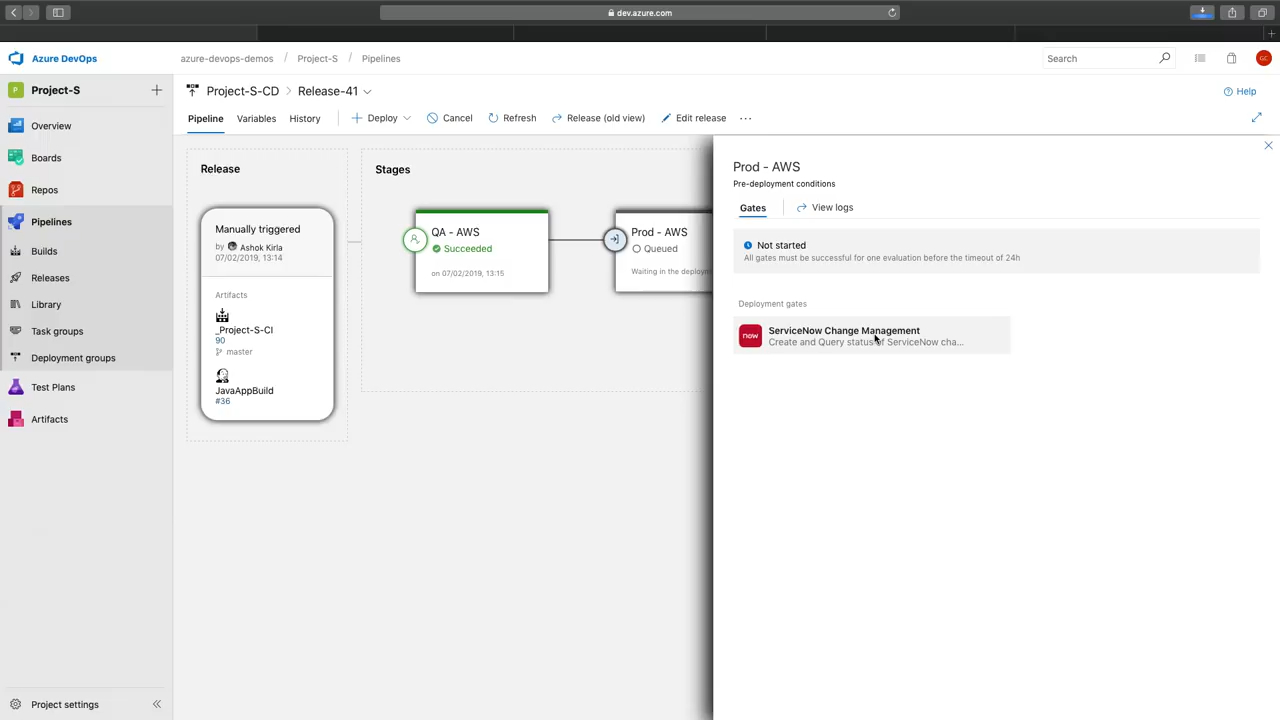 dev.azure.com
Azure DevOps
azure-devops-demos / Project-S / Pipelines
Search
GC
P Project-S
Project-S-CD Release-41
Help
Pipeline Variables History Deploy Cancel Refresh Release (old view) Edit release ...
Overview
Boards
Repos
Pipelines
Builds
Releases
Library
Task groups
Deployment groups
Test Plans
Artifacts
Project settings
Release
Manually triggered
by Ashok Kirla
07/02/2019, 13:14
Artifacts
_Project-S-CI
90
master
JavaAppBuild
#36
Stages
QA - AWS
Succeeded
on 07/02/2019, 13:15
Prod - AWS
Queued
Waiting in the deploym
Prod - AWS
Pre-deployment conditions
Gates View logs
Not started
All gates must be successful for one evaluation before the timeout of 24h
Deployment gates
now
ServiceNow Change Management
Create and Query status of ServiceNow cha...